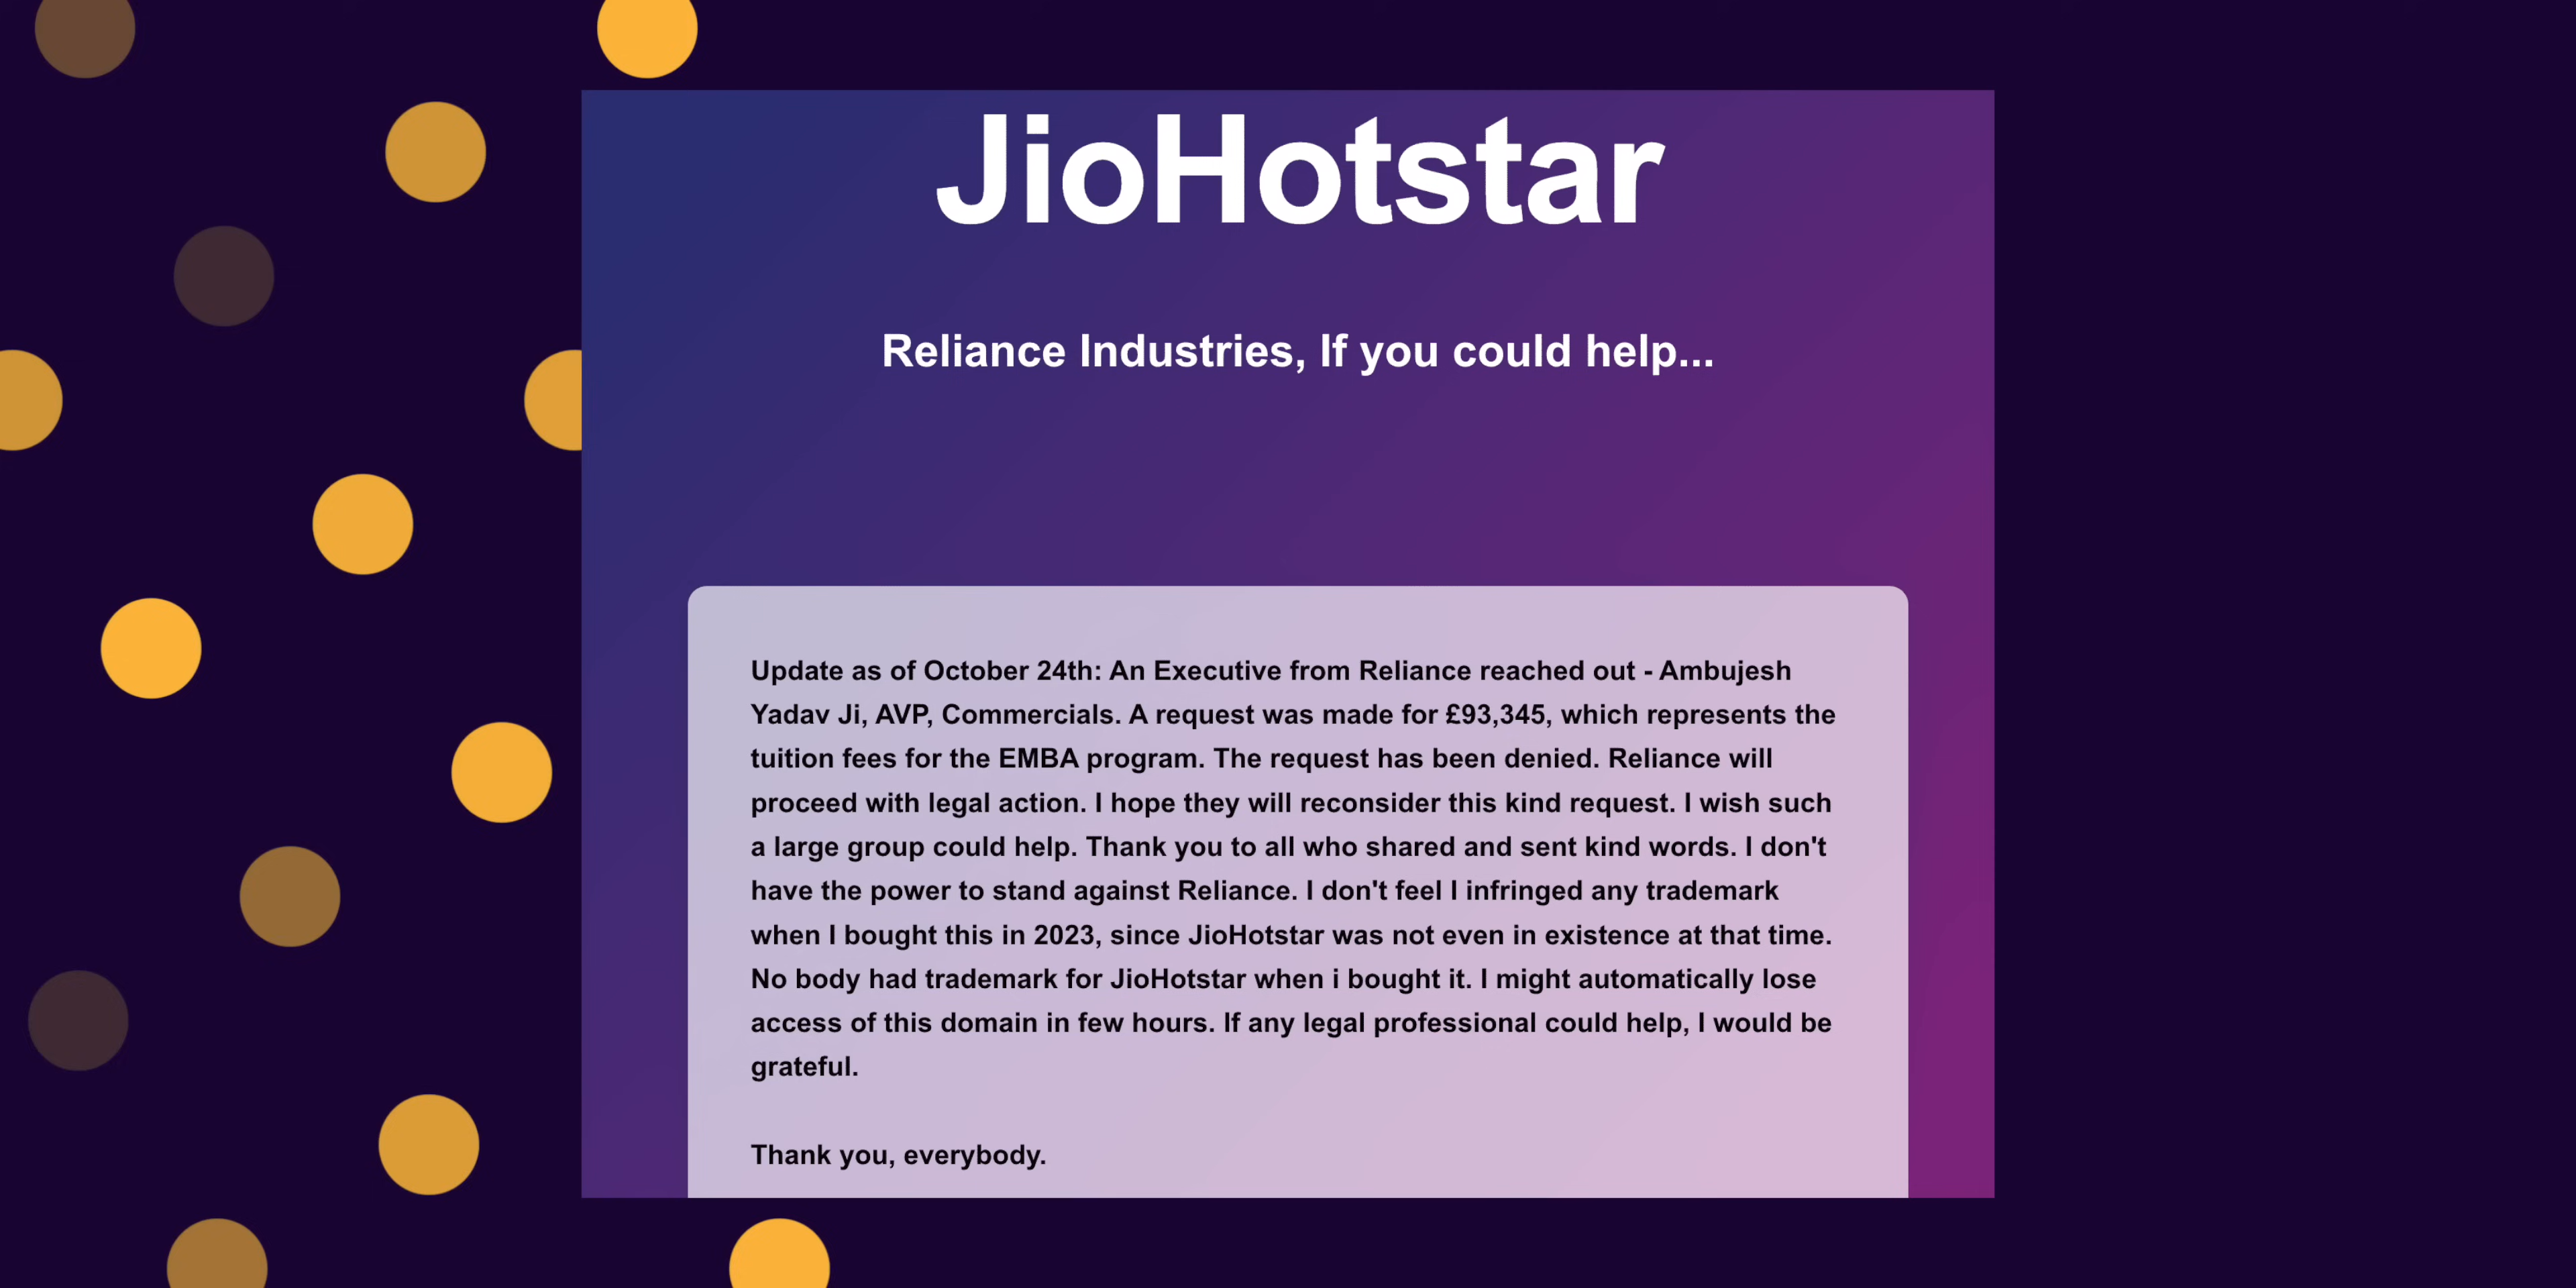 JioHotstar
Reliance Industries, If you could help...
Update as of October 24th: An Executive from Reliance reached out - Ambujesh
Yadav Ji, AVP, Commercials. A request was made for £93,345, which represents the
tuition fees for the EMBA program. The request has been denied. Reliance will
proceed with legal action. I hope they will reconsider this kind request. I wish such
a large group could help. Thank you to all who shared and sent kind words. I don't
have the power to stand against Reliance. I don't feel I infringed any trademark
when I bought this in 2023, since JioHotstar was not even in existence at that time.
No body had trademark for JioHotstar when i bought it. I might automatically lose
access of this domain in few hours. If any legal professional could help, I would be
grateful.
Thank you, everybody.